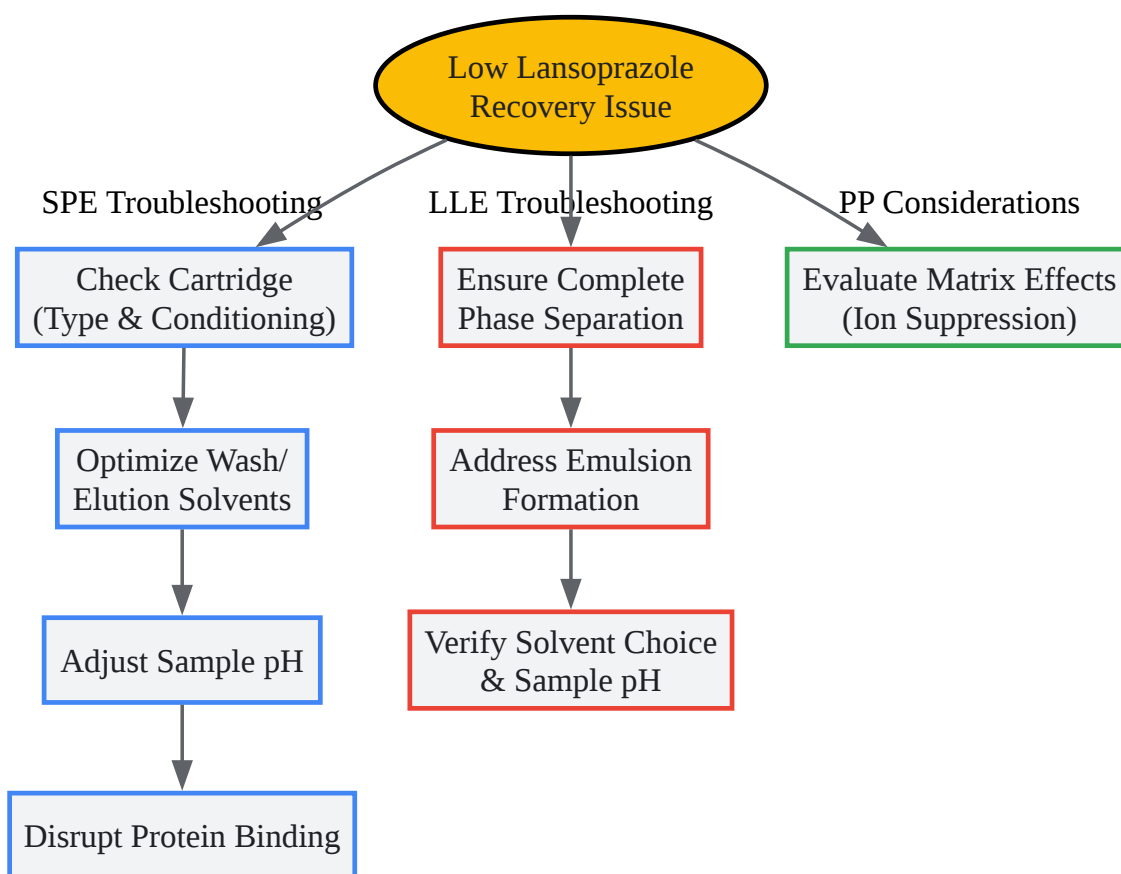 Low Lansoprazole
Recovery Issue
SPE Troubleshooting
LLE Troubleshooting
PP Considerations
Check Cartridge
(Type & Conditioning)
Ensure Complete
Phase Separation
Evaluate Matrix Effects
(Ion Suppression)
Optimize Wash/
Elution Solvents
Address Emulsion
Formation
Adjust Sample pH
Verify Solvent Choice
& Sample pH
Disrupt Protein Binding